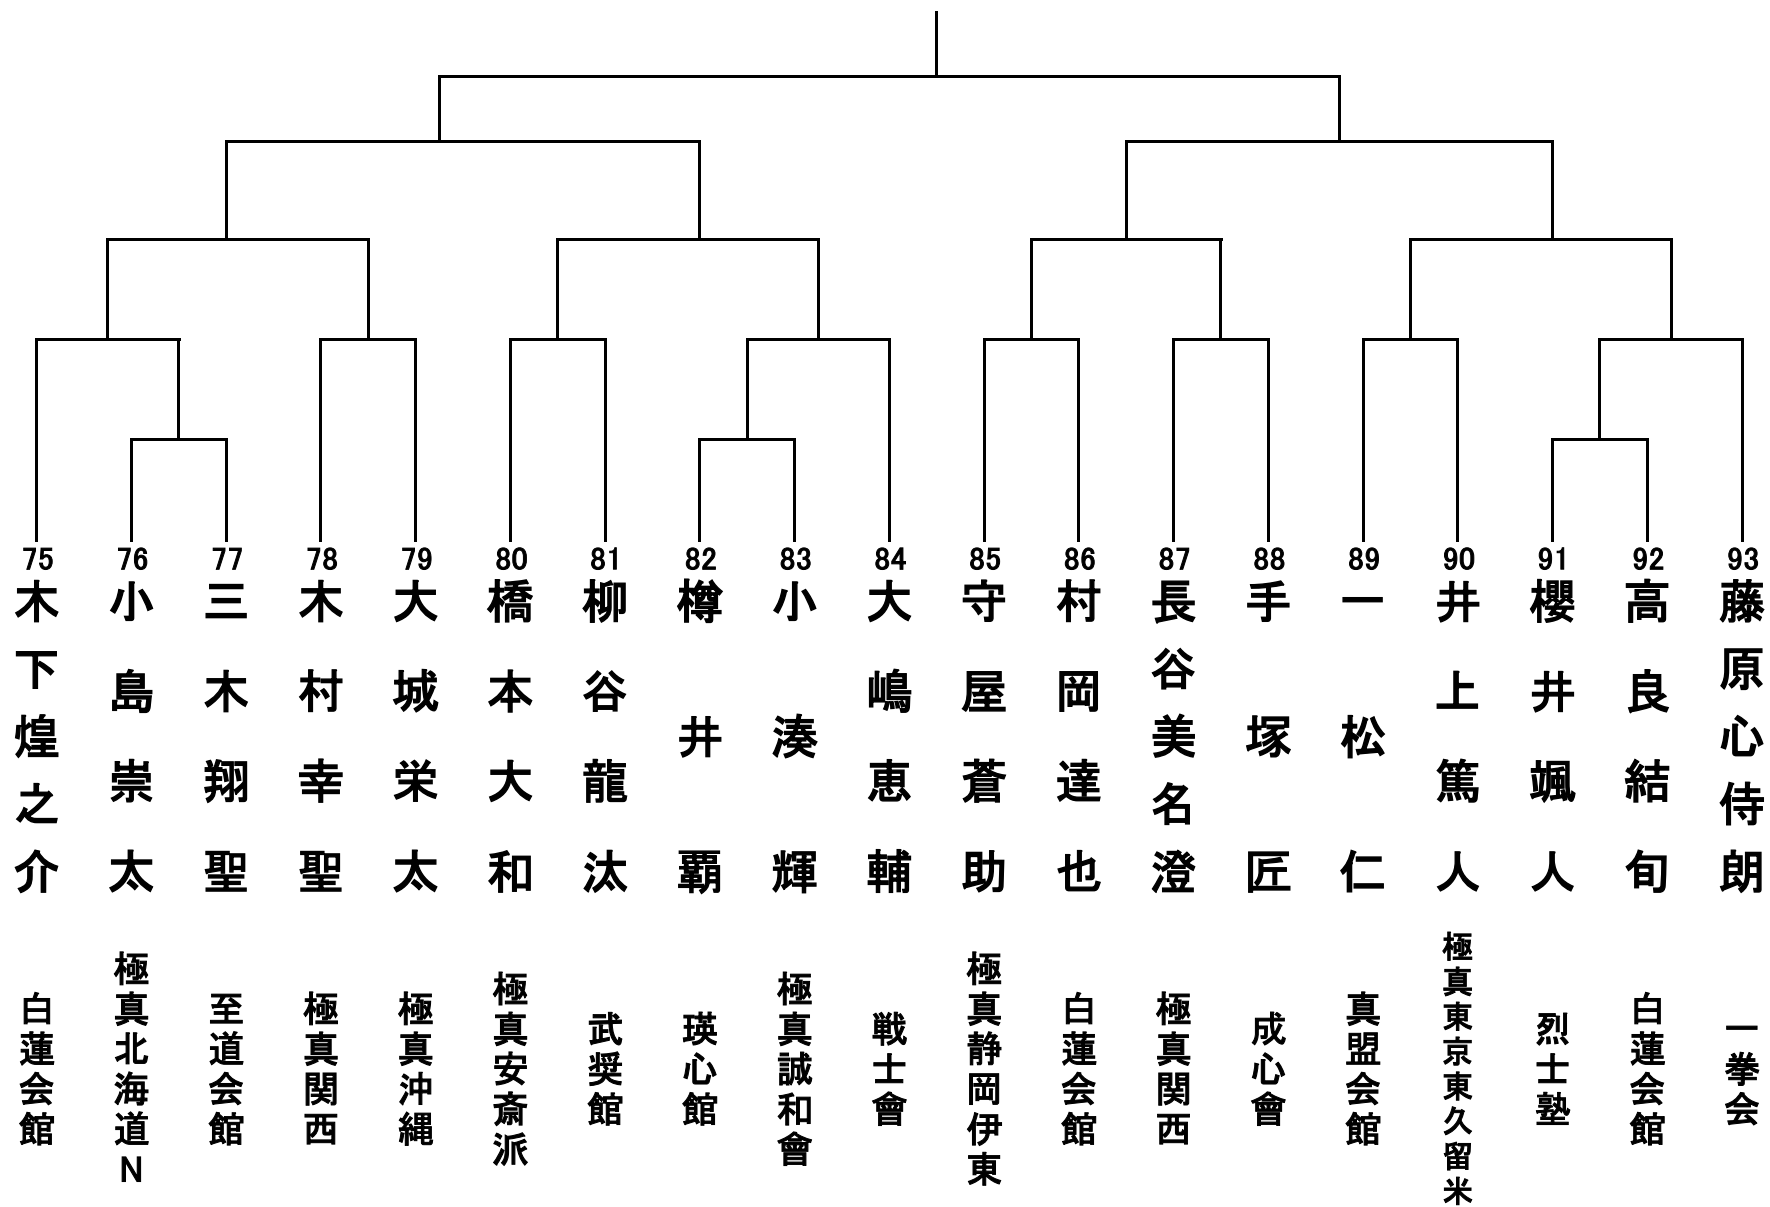 75 木下煌之介 白蓮会館
76 小島崇太 極真北海道N
77 三木翔聖 至道会館
78 木村幸聖 極真関西
79 大城栄太 極真沖縄
80 橋本大和 極真安斎派
81 柳谷龍汰 武奨館
82 樽井覇 瑛心館
83 小湊輝 極真誠和會
84 大嶋恵輔 戦士會
85 守屋蒼助 極真静岡伊東
86 村岡達也 白蓮会館
87 長谷美名澄 極真関西
88 手塚匠 成心會
89 一松仁 真盟会館
90 井上篤人 極真東京東久留米
91 櫻井颯人 烈士塾
92 高良結旬 白蓮会館
93 藤原心侍朗 一拳会